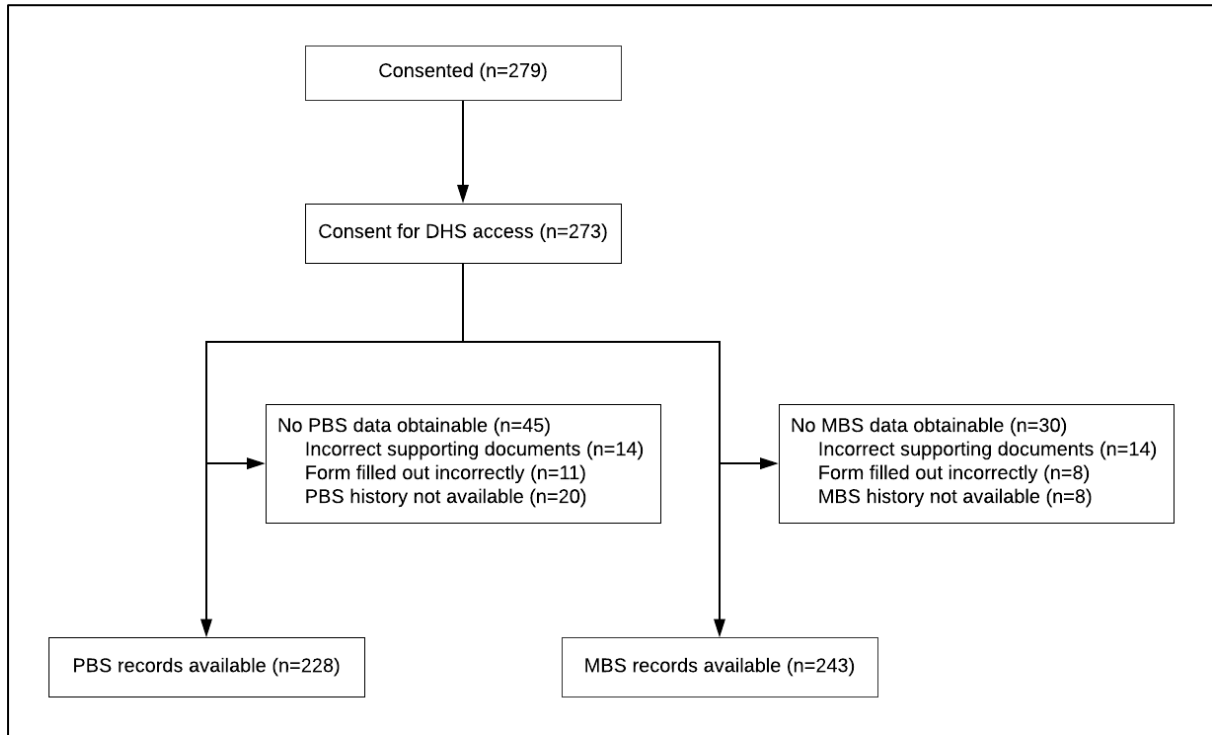 Consented (n=279)
Consent for DHS access (n=273)
No PBS data obtainable (n=45)
Incorrect supporting documents (n=14)
Form filled out incorrectly (n=11)
PBS history not available (n=20)
No MBS data obtainable (n=30)
Incorrect supporting documents (n=14)
Form filled out incorrectly (n=8)
MBS history not available (n=8)
PBS records available (n=228)
MBS records available (n=243)